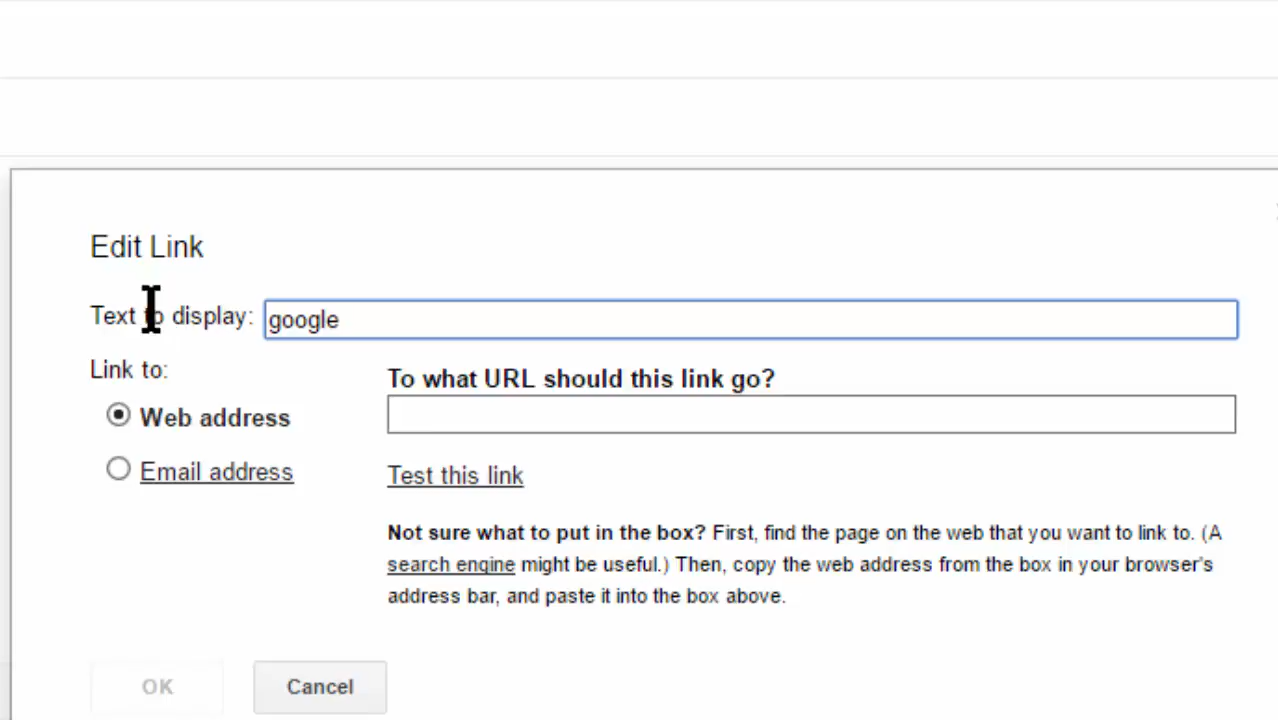 Edit Link
Text to display: google
Link to:
To what URL should this link go?
Web address
Email address
Test this link
Not sure what to put in the box? First, find the page on the web that you want to link to. (A
search engine might be useful.) Then, copy the web address from the box in your browser's
address bar, and paste it into the box above.
OK
Cancel